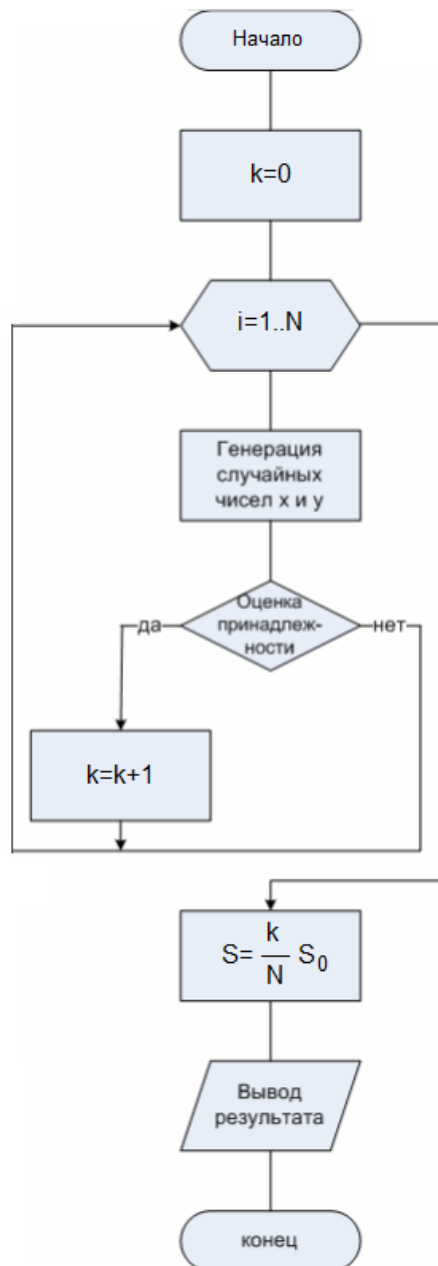 Начало
k=0
i=1..N
Генерация
случайных
чисел x и y
Оценка
принадлеж-
ности
да
нет
k=k+1
S= k/N S₀
Вывод
результата
конец